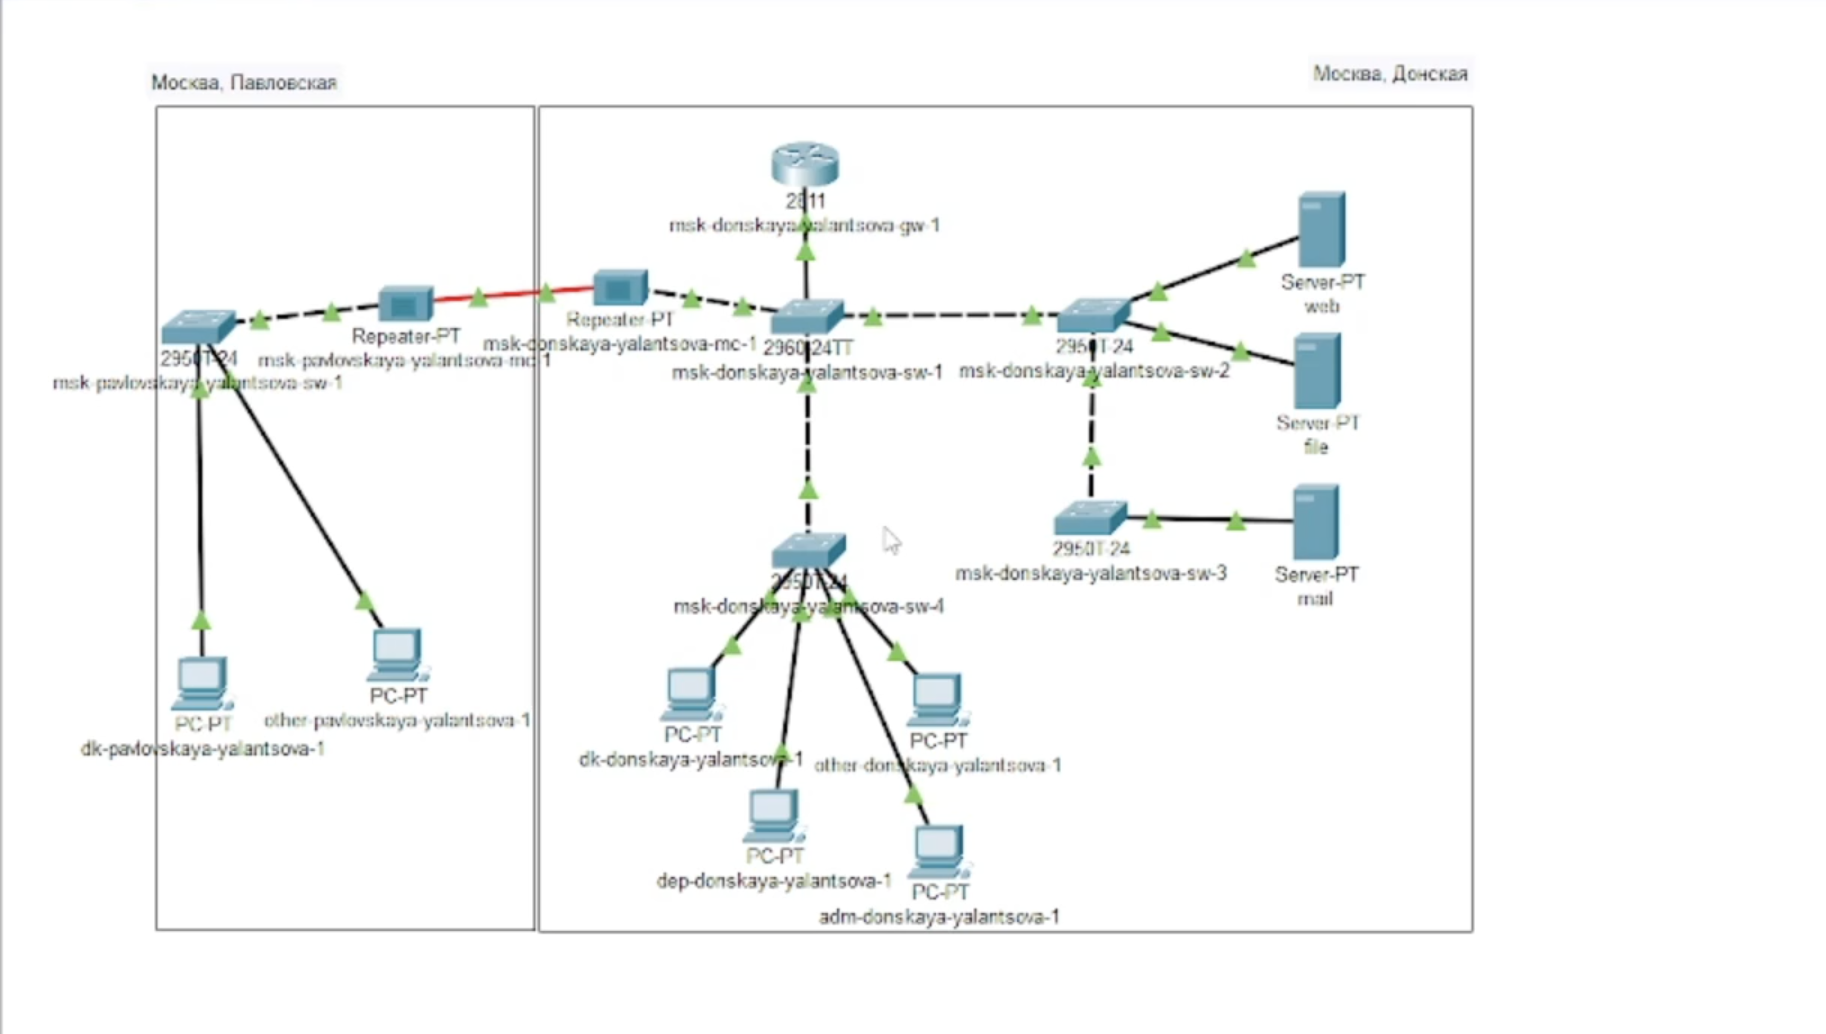 Москва, Павловская
Москва, Донская
2811
msk-donskaya-yalantsova-gw-1
Server-PT
web
Repeater-PT
msk-pavlovskaya-yalantsova-mc-1
Repeater-PT
msk-donskaya-yalantsova-mc-1
2960-24TT
msk-donskaya-yalantsova-sw-1
2950T-24
msk-donskaya-yalantsova-sw-2
2950T-24
msk-pavlovskaya-yalantsova-sw-1
Server-PT
file
2950T-24
msk-donskaya-yalantsova-sw-3
Server-PT
mail
2950T-24
msk-donskaya-yalantsova-sw-4
PC-PT
other-pavlovskaya-yalantsova-1
PC-PT
dk-pavlovskaya-yalantsova-1
PC-PT
dk-donskaya-yalantsova-1
PC-PT
other-donskaya-yalantsova-1
PC-PT
dep-donskaya-yalantsova-1
PC-PT
adm-donskaya-yalantsova-1